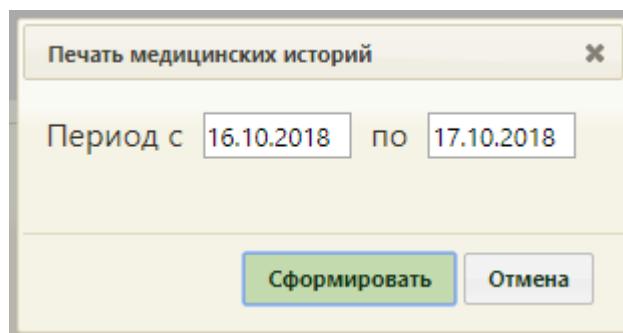 Печать медицинских историй
Период с 16.10.2018 по 17.10.2018
Сформировать Отмена